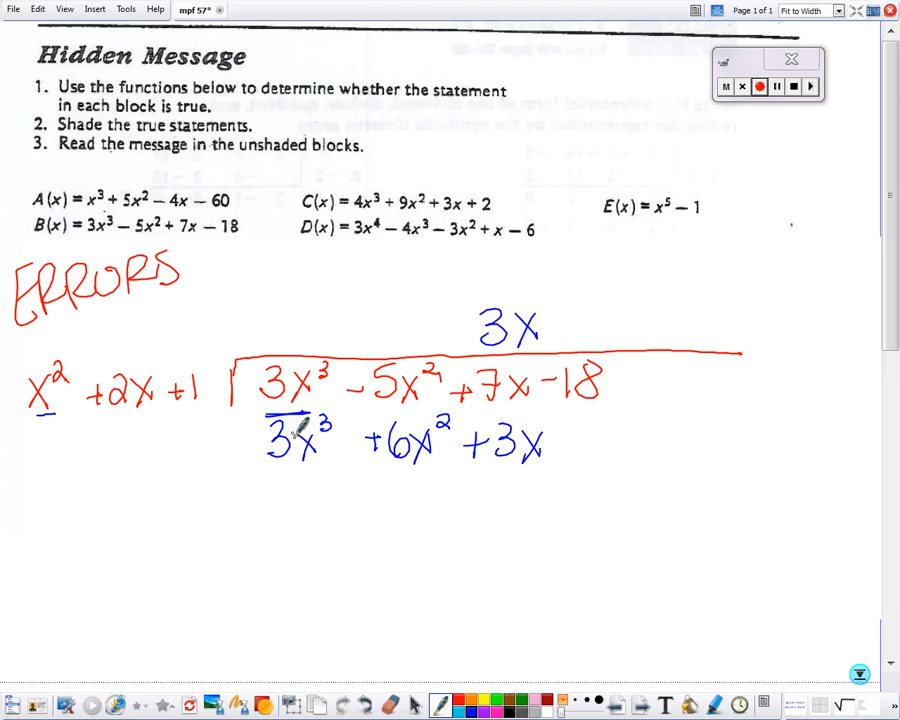 File Edit View Insert Tools Help mpf 57* Page 1 of 1 Fit to Width
Hidden Message
1. Use the functions below to determine whether the statement
in each block is true.
2. Shade the true statements.
3. Read the message in the unshaded blocks.
A(x) = x³ + 5x² – 4x – 60 C(x) = 4x³ + 9x² + 3x + 2 E(x) = x⁵ – 1
B(x) = 3x³ – 5x² + 7x – 18 D(x) = 3x⁴ – 4x³ – 3x² + x – 6
ERRORS
3x
x² +2x +1 3x³ -5x² +7x -18
3x³ +6x² +3x